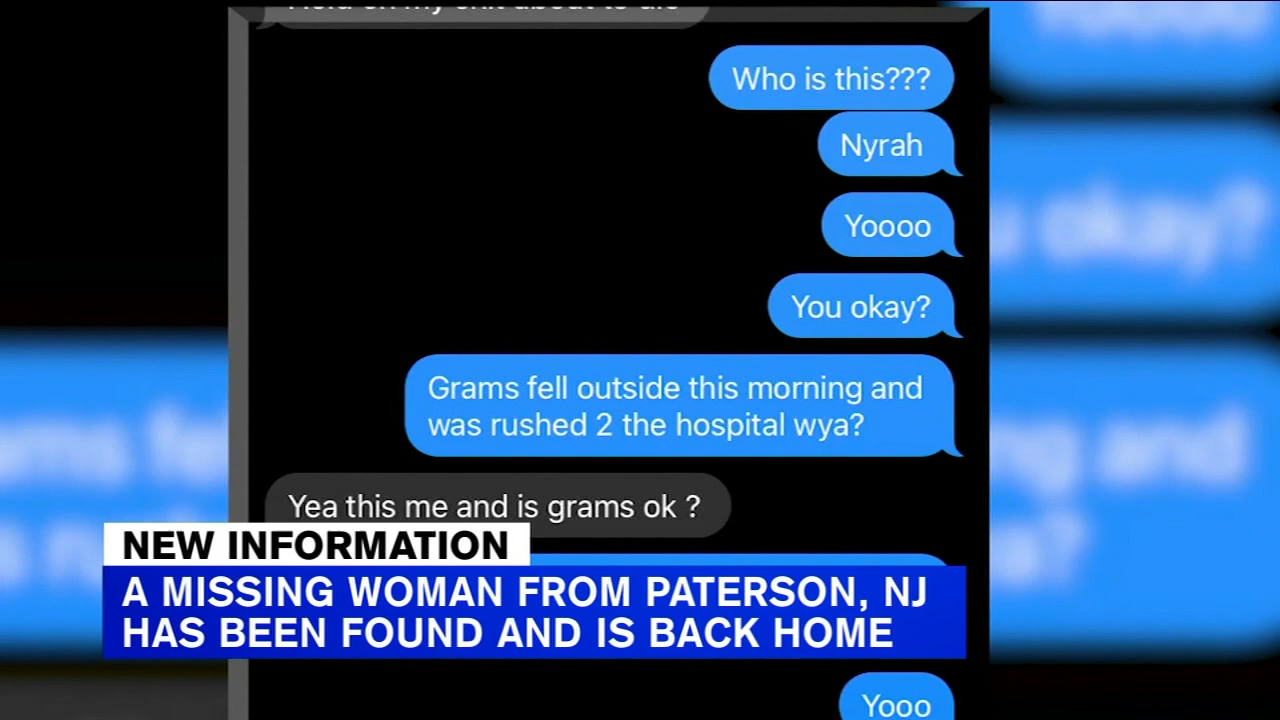 Who is this???
Nyrah
Yoooo
You okay?
Grams fell outside this morning and
was rushed 2 the hospital wya?
Yea this me and is grams ok ?
NEW INFORMATION
A MISSING WOMAN FROM PATERSON, NJ
HAS BEEN FOUND AND IS BACK HOME
Yooo